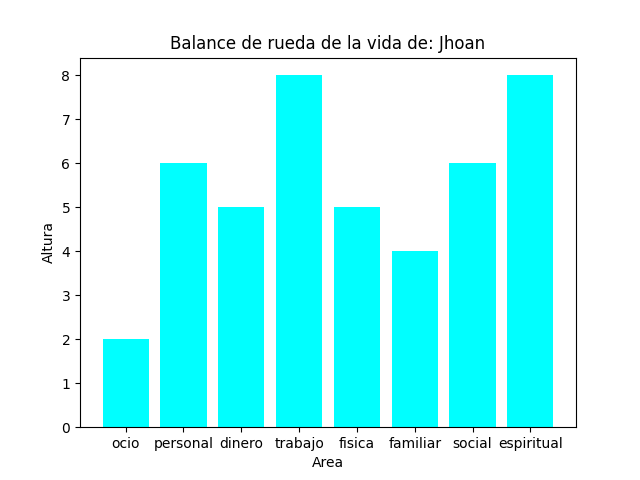 Balance de rueda de la vida de: Jhoan
Altura
8
7
6
5
4
3
2
1
0
ocio personal dinero trabajo fisica familiar social espiritual
Area